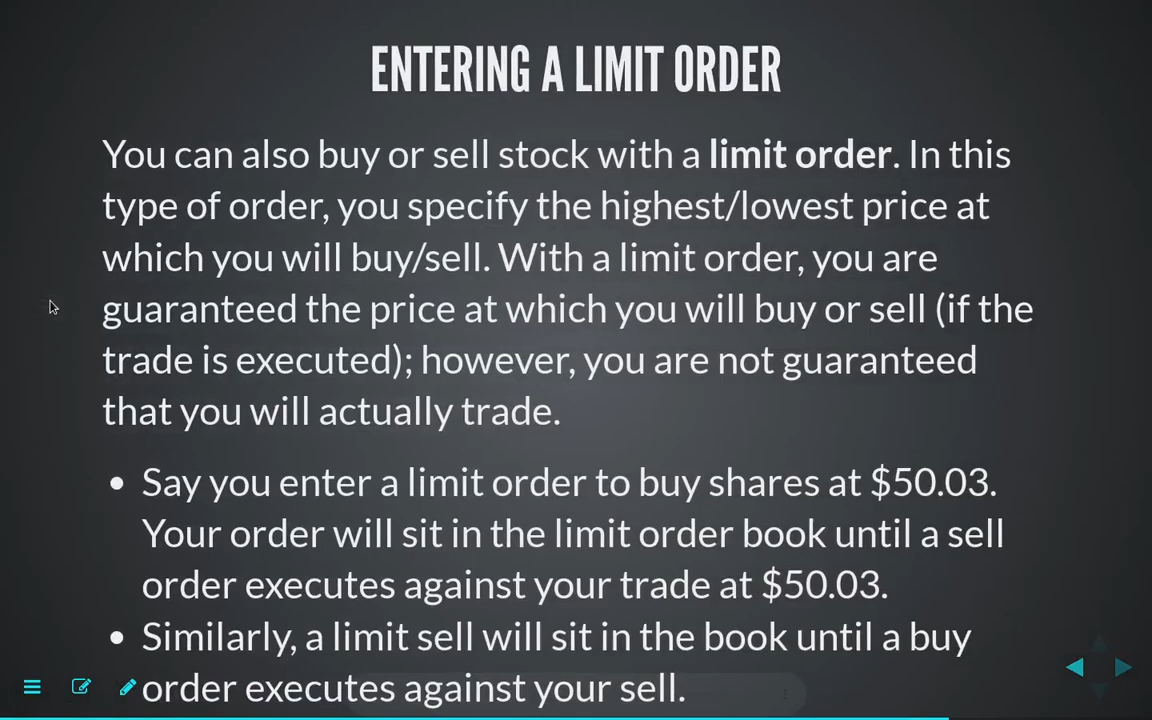 ENTERING A LIMIT ORDER
You can also buy or sell stock with a limit order. In this
type of order, you specify the highest/lowest price at
which you will buy/sell. With a limit order, you are
guaranteed the price at which you will buy or sell (if the
trade is executed); however, you are not guaranteed
that you will actually trade.
• Say you enter a limit order to buy shares at $50.03.
Your order will sit in the limit order book until a sell
order executes against your trade at $50.03.
• Similarly, a limit sell will sit in the book until a buy
order executes against your sell.